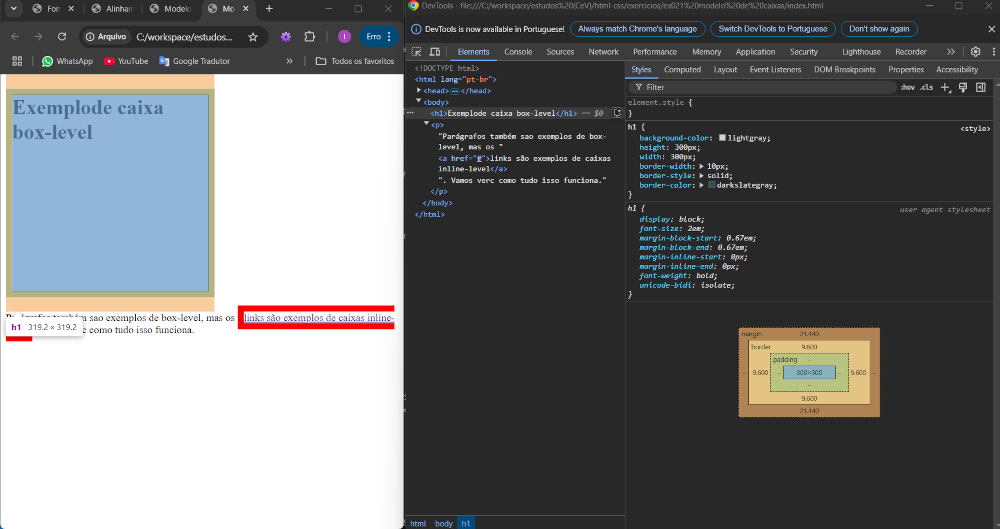 For
Alinham
Modelo
Mo
Arquivo
C:/workspace/estudos...
I
Erro
WhatsApp
YouTube
Google Tradutor
Todos os favoritos
Exemplode caixa
box-level
também sao exemplos de box-level, mas os links são exemplos de caixas inline-
como tudo isso funciona.
h1 319.2 × 319.2
DevTools - file:///C:/workspace/estudos%20(CeV)/html-css/exercicios/ex021%20modelo%20de%20caixas/index.html
DevTools is now available in Portuguese!
Always match Chrome's language
Switch DevTools to Portuguese
Don't show again
Elements
Console
Sources
Network
Performance
Memory
Application
Security
Lighthouse
Recorder
<!DOCTYPE html>
<html lang="pt-br">
<head> ⋯ </head>
<body>
<h1>Exemplode caixa box-level</h1> == $0
<p>
"Parágrafos também sao exemplos de box-
level, mas os "
<a href="#">links são exemplos de caixas
inline-level</a>
". Vamos verc como tudo isso funciona."
</p>
</body>
</html>
html body h1
Styles
Computed
Layout
Event Listeners
DOM Breakpoints
Properties
Accessibility
Filter
:hov .cls
element.style {
}
h1 { <style>
background-color: lightgray;
height: 300px;
width: 300px;
border-width: 10px;
border-style: solid;
border-color: darkslategray;
}
h1 { user agent stylesheet
display: block;
font-size: 2em;
margin-block-start: 0.67em;
margin-block-end: 0.67em;
margin-inline-start: 0px;
margin-inline-end: 0px;
font-weight: bold;
unicode-bidi: isolate;
}
margin 21.440
border 9.600
padding –
– 9.600 – 300×300 – 9.600 –
–
9.600
21.440